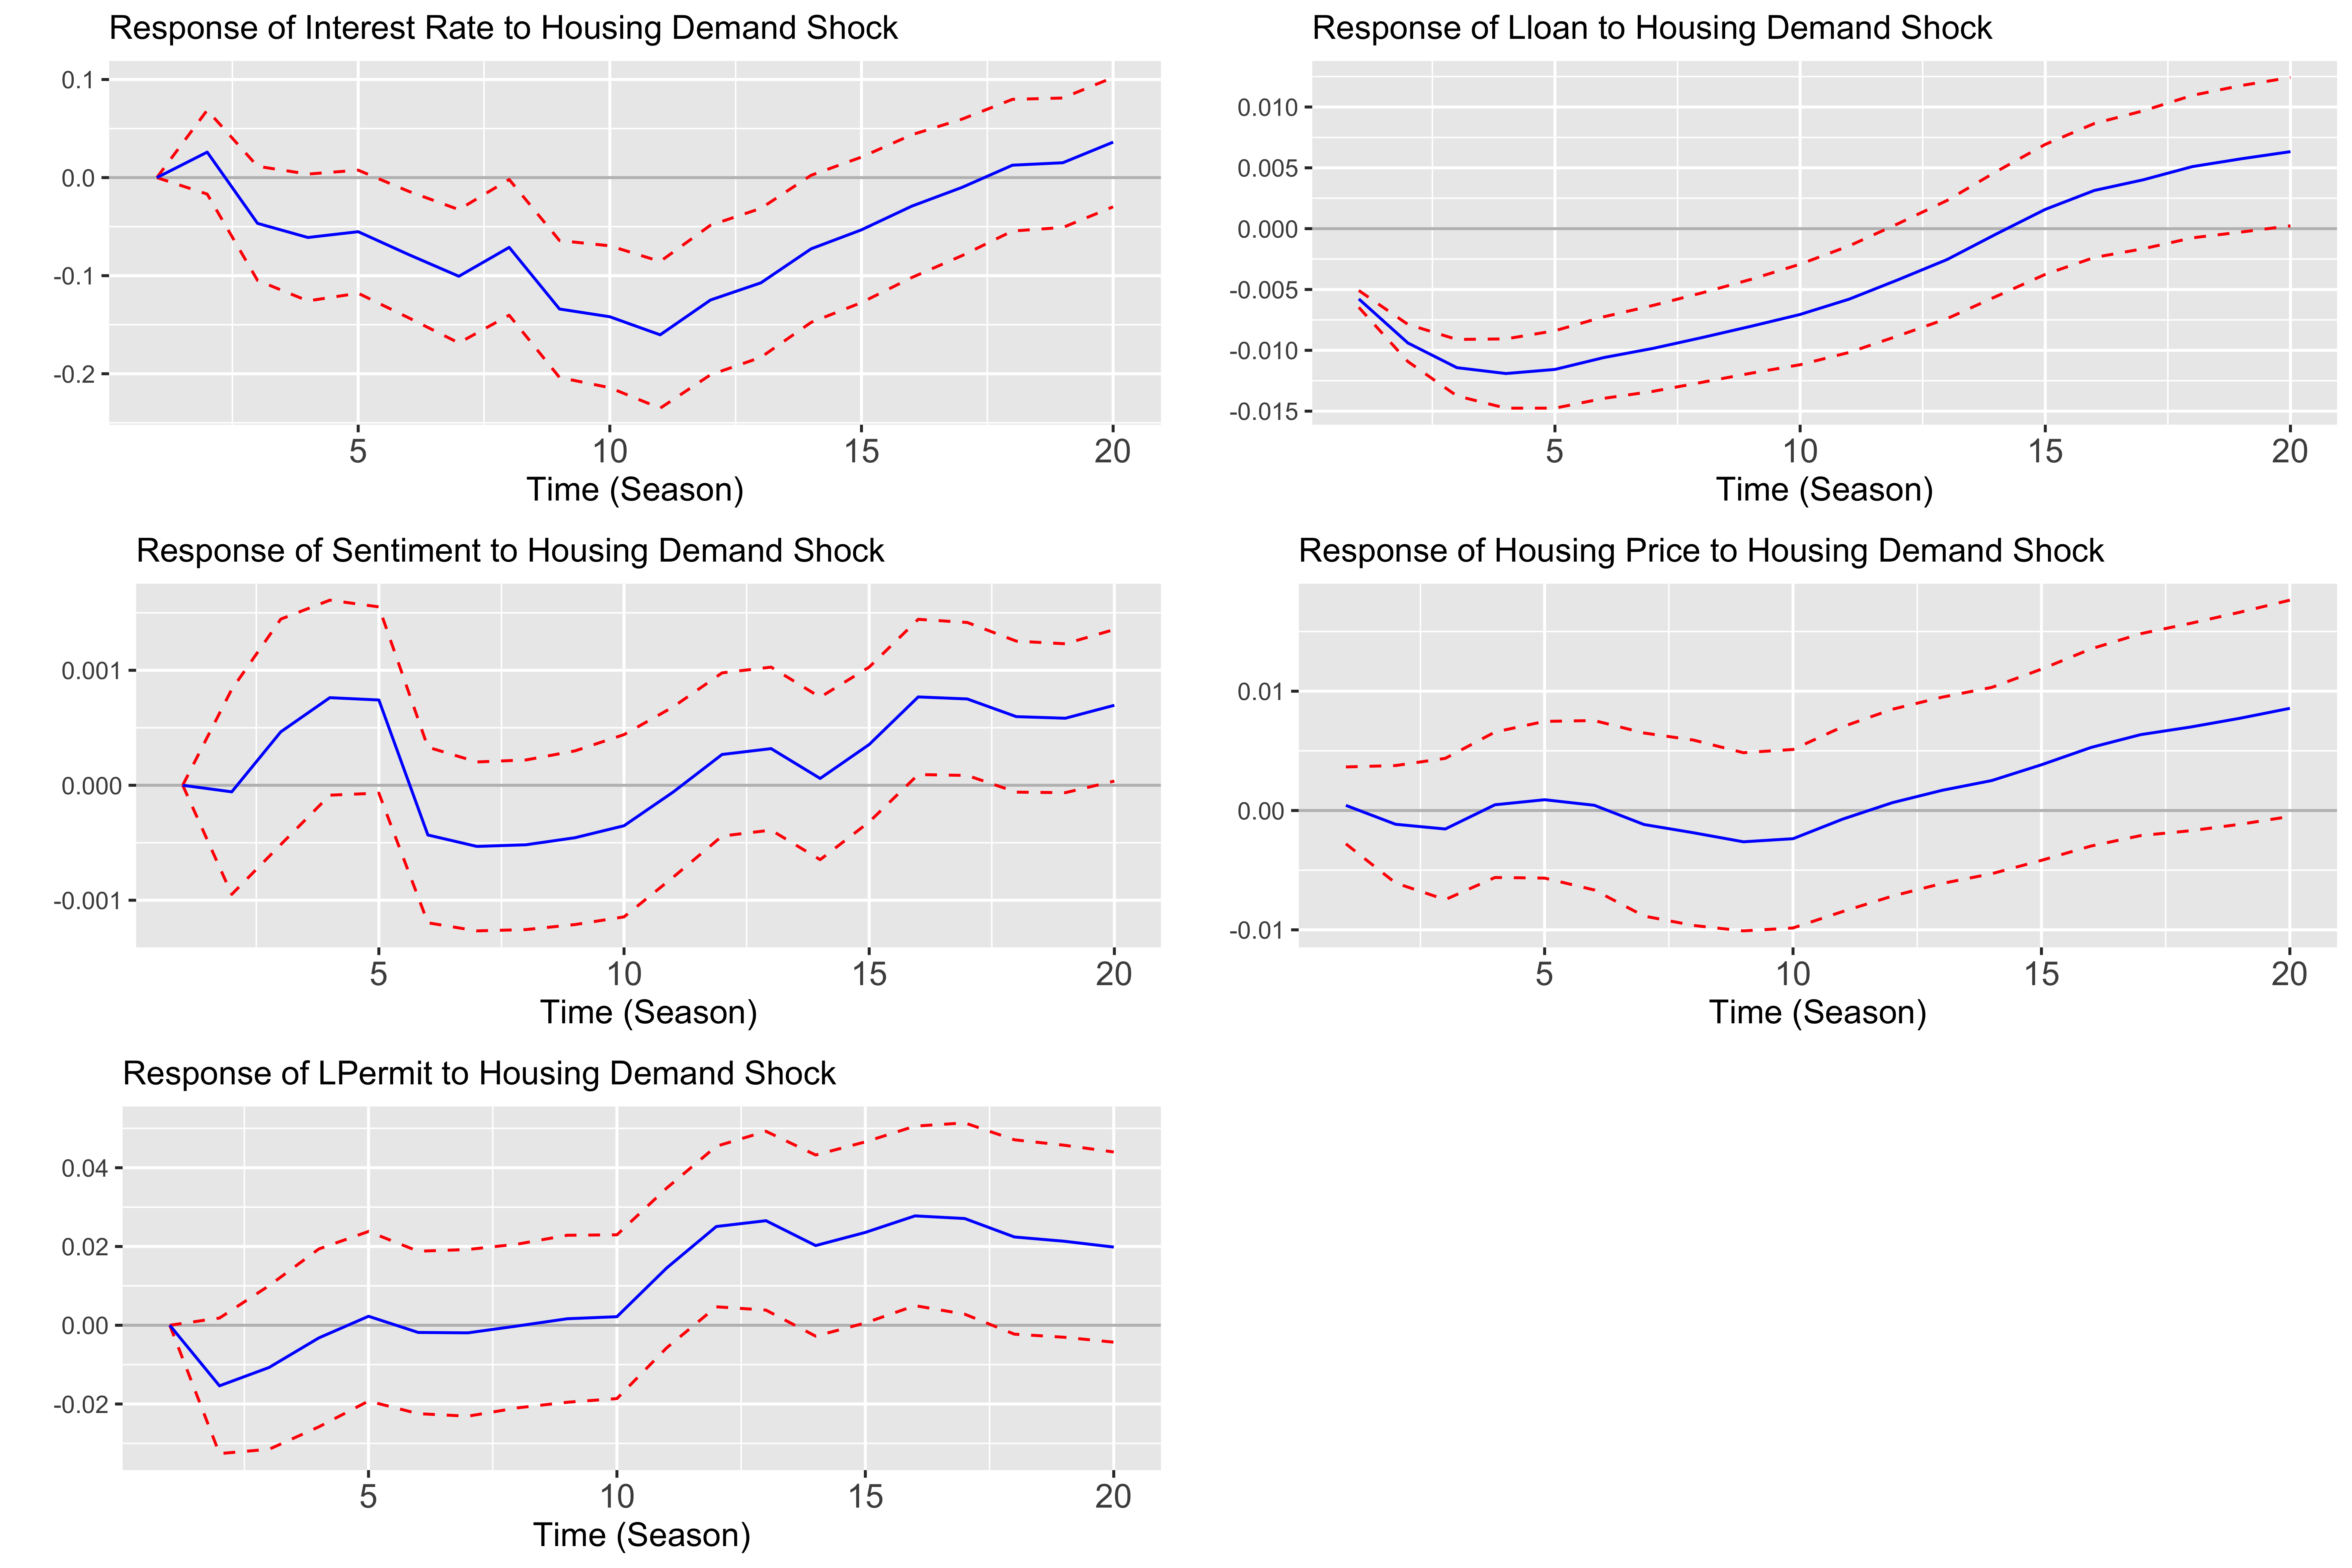 Response of Interest Rate to Housing Demand Shock
0.1
0.0
-0.1
-0.2
5 10 15 20
Time (Season)
Response of Lloan to Housing Demand Shock
0.010
0.005
0.000
-0.005
-0.010
-0.015
5 10 15 20
Time (Season)
Response of Sentiment to Housing Demand Shock
0.001
0.000
-0.001
5 10 15 20
Time (Season)
Response of Housing Price to Housing Demand Shock
0.01
0.00
-0.01
5 10 15 20
Time (Season)
Response of LPermit to Housing Demand Shock
0.04
0.02
0.00
-0.02
5 10 15 20
Time (Season)